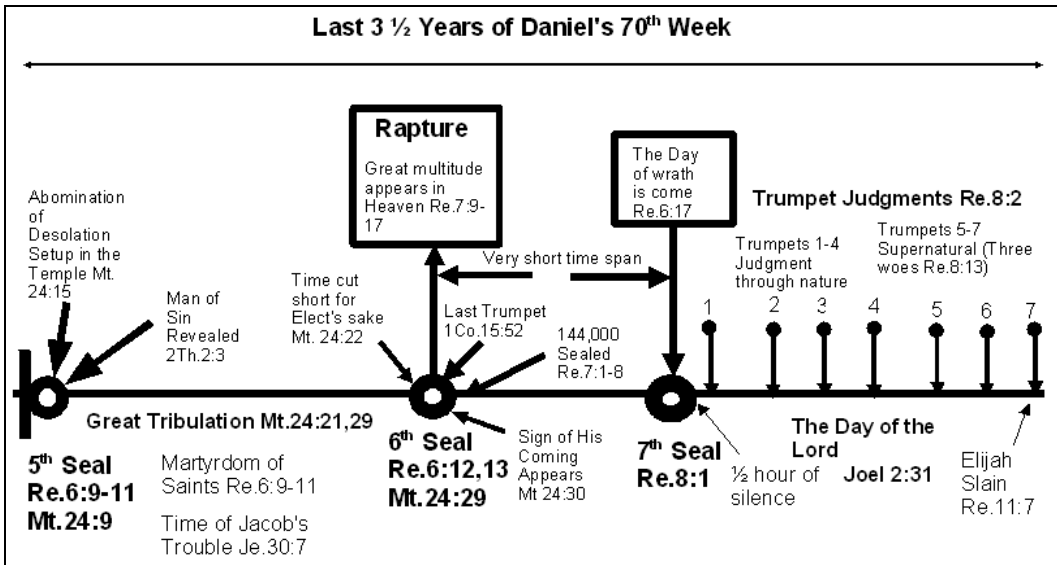 Last 3 ½ Years of Daniel's 70th Week
Rapture
Great multitude
appears in
Heaven Re.7:9-
17
The Day
of wrath
is come
Re.6:17
Abomination
of
Desolation
Setup in the
Temple Mt.
24:15
Man of
Sin
Revealed
2Th.2:3
Time cut
short for
Elect's sake
Mt. 24:22
Very short time span
Last Trumpet
1Co.15:52
144,000
Sealed
Re.7:1-8
Trumpet Judgments Re.8:2
Trumpets 1-4
Judgment
through nature
Trumpets 5-7
Supernatural (Three
woes Re.8:13)
1
2
3
4
5
6
7
Great Tribulation Mt.24:21,29
5th Seal
Re.6:9-11
Mt.24:9
Martyrdom of
Saints Re.6:9-11
Time of Jacob's
Trouble Je.30:7
6th Seal
Re.6:12,13
Mt.24:29
Sign of His
Coming
Appears
Mt 24:30
7th Seal
Re.8:1
½ hour of
silence
The Day of the
Lord
Joel 2:31
Elijah
Slain
Re.11:7